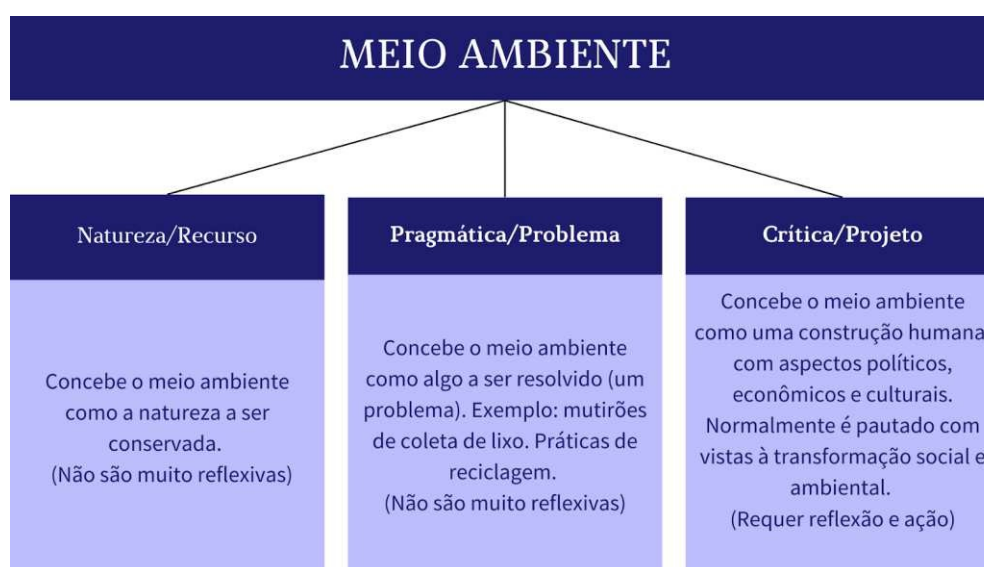 MEIO AMBIENTE
Natureza/Recurso
Concebe o meio ambiente
como a natureza a ser
conservada.
(Não são muito reflexivas)
Pragmática/Problema
Concebe o meio ambiente
como algo a ser resolvido (um
problema). Exemplo: mutirões
de coleta de lixo. Práticas de
reciclagem.
(Não são muito reflexivas)
Crítica/Projeto
Concebe o meio ambiente
como uma construção humana
com aspectos políticos,
econômicos e culturais.
Normalmente é pautado com
vistas à transformação social e
ambiental.
(Requer reflexão e ação)